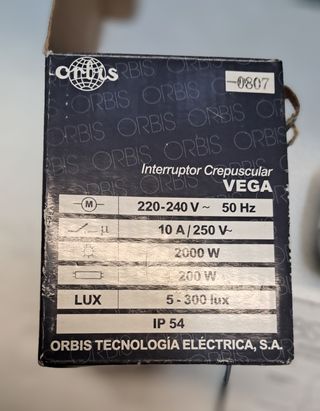 orbis
0807
Interruptor Crepuscular
VEGA
M 220-240 V ~ 50 Hz
µ 10 A / 250 V~
2000 W
200 W
LUX 5 - 300 lux
IP 54
ORBIS TECNOLOGÍA ELÉCTRICA, S.A.